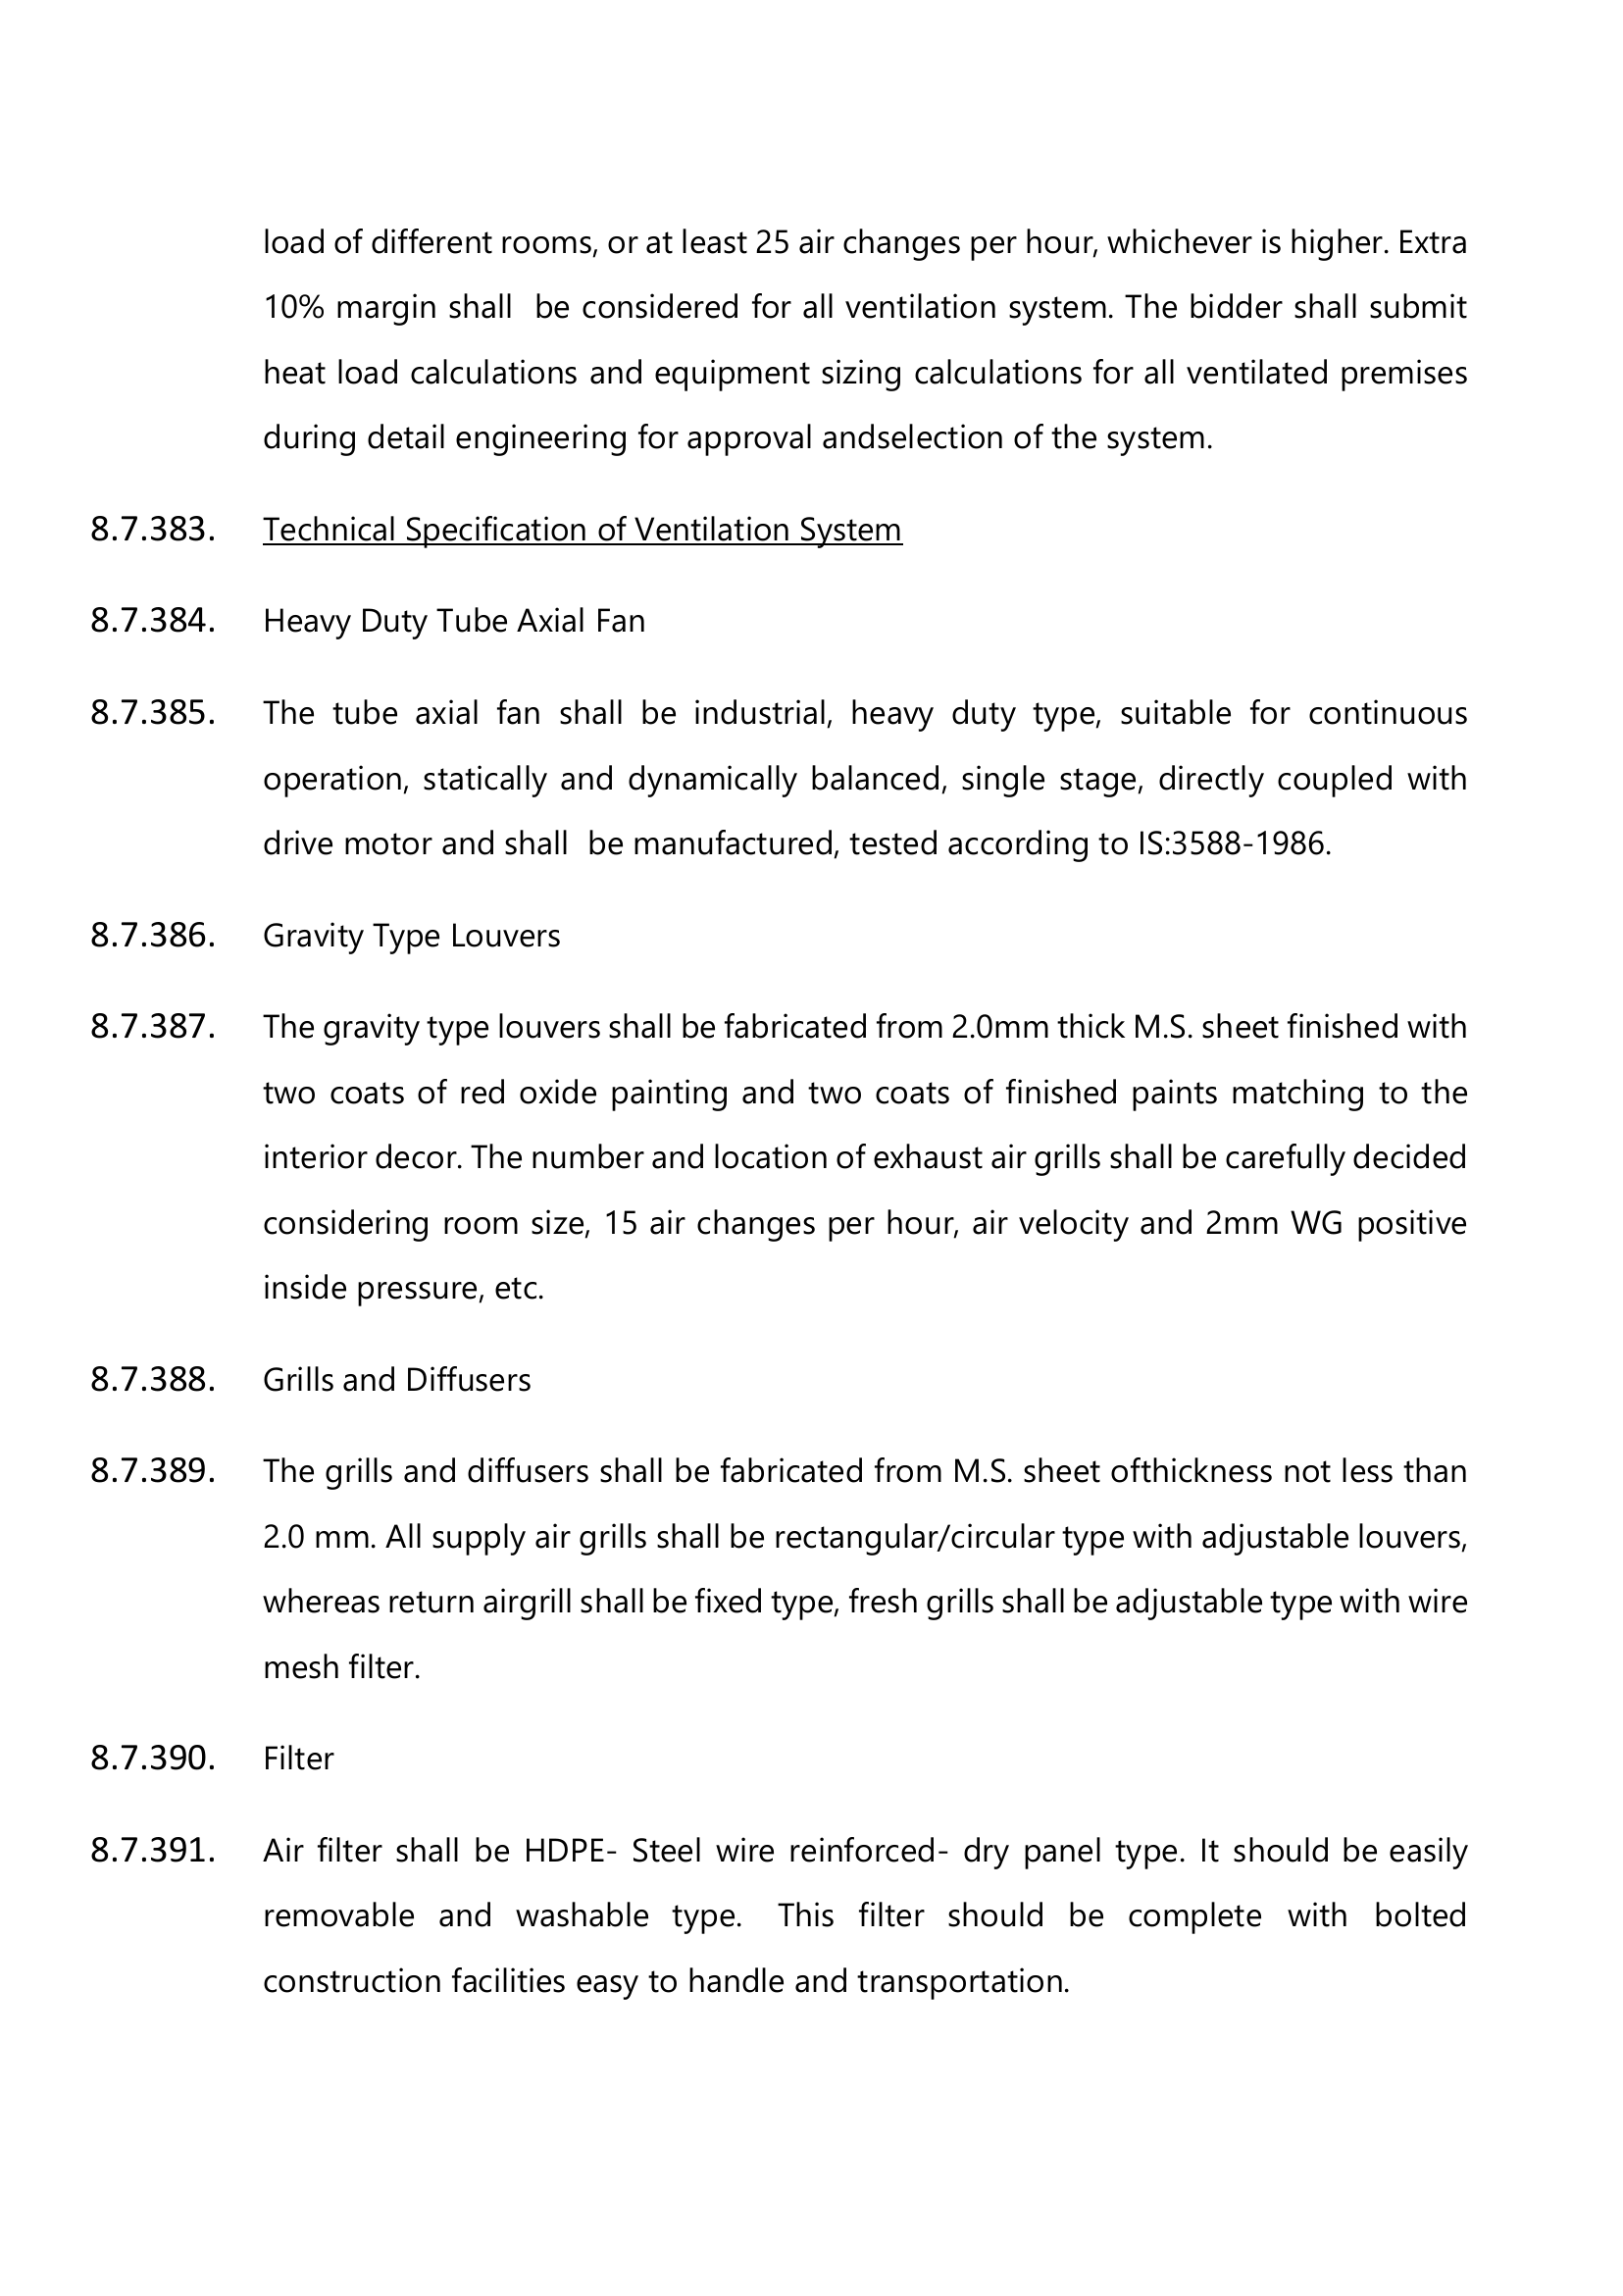 load of different rooms, or at least 25 air changes per hour, whichever is higher. Extra
10% margin shall  be considered for all ventilation system. The bidder shall submit
heat load calculations and equipment sizing calculations for all ventilated premises
during detail engineering for approval andselection of the system.
8.7.383. Technical Specification of Ventilation System
8.7.384. Heavy Duty Tube Axial Fan
8.7.385. The tube axial fan shall be industrial, heavy duty type, suitable for continuous
operation, statically and dynamically balanced, single stage, directly coupled with
drive motor and shall  be manufactured, tested according to IS:3588-1986.
8.7.386. Gravity Type Louvers
8.7.387. The gravity type louvers shall be fabricated from 2.0mm thick M.S. sheet finished with
two coats of red oxide painting and two coats of finished paints matching to the
interior decor. The number and location of exhaust air grills shall be carefully decided
considering room size, 15 air changes per hour, air velocity and 2mm WG positive
inside pressure, etc.
8.7.388. Grills and Diffusers
8.7.389. The grills and diffusers shall be fabricated from M.S. sheet ofthickness not less than
2.0 mm. All supply air grills shall be rectangular/circular type with adjustable louvers,
whereas return airgrill shall be fixed type, fresh grills shall be adjustable type with wire
mesh filter.
8.7.390. Filter
8.7.391. Air filter shall be HDPE- Steel wire reinforced- dry panel type. It should be easily
removable and washable type.  This filter should be complete with bolted
construction facilities easy to handle and transportation.